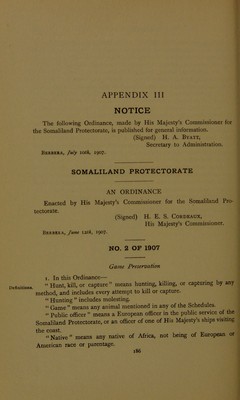 APPENDIX III
NOTICE
The following Ordinance, made by His Majesty's Commissioner for
the Somaliland Protectorate, is published for general information.
(Signed) H. A. Byatt,
Secretary to Administration.
Berbera, July 20th, 1907.
SOMALILAND PROTECTORATE
AN ORDINANCE
Enacted by His Majesty's Commissioner for the Somaliland Pro-
tectorate.
(Signed) H. E. S. Cordeaux,
His Majesty's Commissioner.
Berbera, June 12th, 1907.
NO. 2 OF 1907
Game Preservation
1. In this Ordinance—
Definitions. "Hunt, kill, or capture" means hunting, killing, or capturing by any
method, and includes every attempt to kill or capture.
"Hunting" includes molesting.
"Game" means any animal mentioned in any of the Schedules.
"Public officer" means a European officer in the public service of the
Somaliland Protectorate, or an officer of one of His Majesty's ships visiting
the coast.
"Native" means any native of Africa, not being of European or
American race or parentage.
186